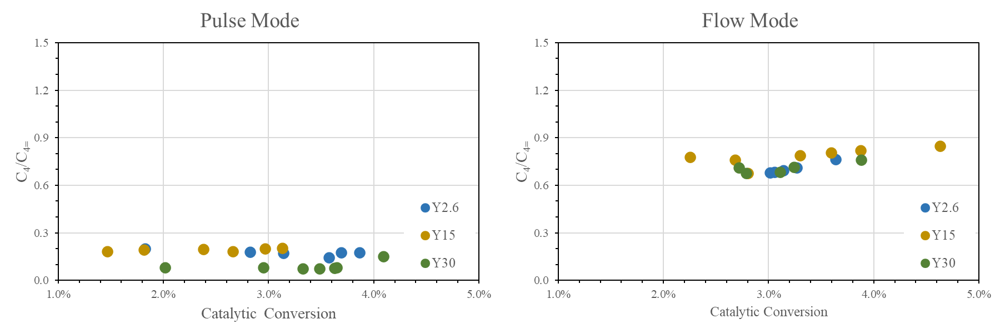 Pulse Mode
1.5
1.2
0.9
0.6
0.3
0.0
C4/C4=
1.0%
2.0%
3.0%
4.0%
5.0%
Catalytic Conversion
Y2.6
Y15
Y30
Flow Mode
1.5
1.2
0.9
0.6
0.3
0.0
C4/C4=
1.0%
2.0%
3.0%
4.0%
5.0%
Catalytic Conversion
Y2.6
Y15
Y30